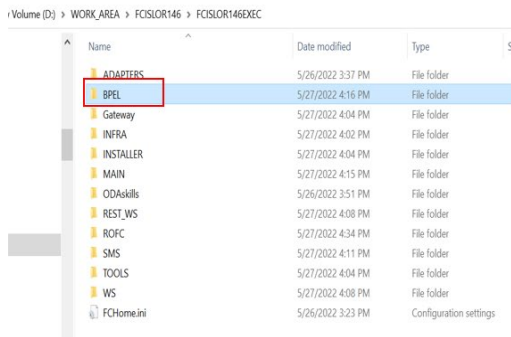 Volume (D:) > WORK_AREA > FCISLOR146 > FCISLOR146EXEC
Name Date modified Type
ADAPTERS 5/26/2022 3:37 PM File folder
BPEL 5/27/2022 4:16 PM File folder
Gateway 5/27/2022 4:04 PM File folder
INFRA 5/27/2022 4:02 PM File folder
INSTALLER 5/27/2022 4:04 PM File folder
MAIN 5/27/2022 4:15 PM File folder
ODAskills 5/26/2022 3:51 PM File folder
REST_WS 5/27/2022 4:08 PM File folder
ROFC 5/27/2022 4:34 PM File folder
SMS 5/27/2022 4:11 PM File folder
TOOLS 5/27/2022 4:04 PM File folder
WS 5/27/2022 4:08 PM File folder
FCHome.ini 5/26/2022 3:23 PM Configuration settings